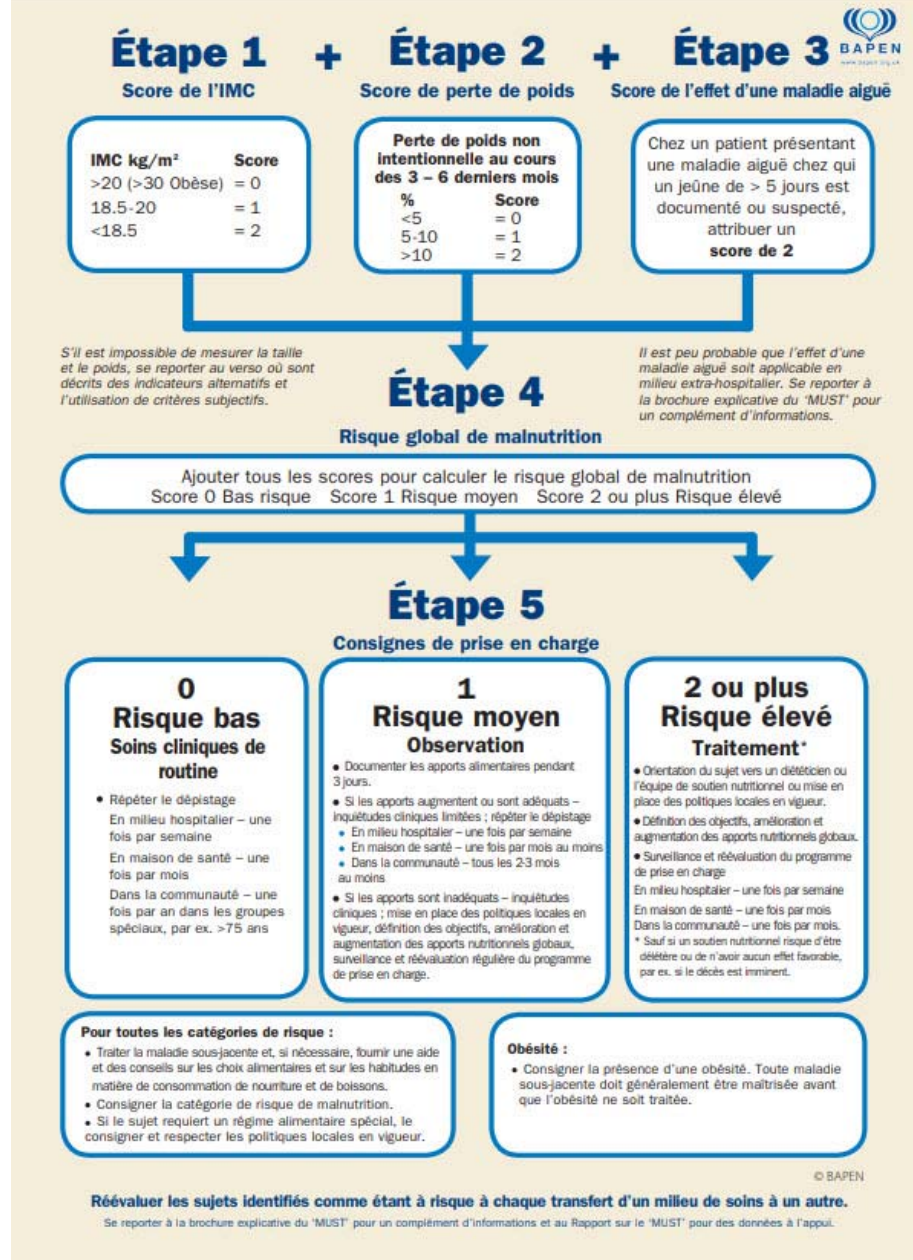 Étape 1 + Étape 2 + Étape 3
BAPEN
www.bapen.org.uk
Score de l'IMC
Score de perte de poids
Score de l'effet d'une maladie aiguë
IMC kg/m² Score
>20 (>30 Obèse) = 0
18.5-20 = 1
<18.5 = 2
Perte de poids non
intentionnelle au cours
des 3 – 6 derniers mois
% Score
<5 = 0
5-10 = 1
>10 = 2
Chez un patient présentant
une maladie aiguë chez qui
un jeûne de > 5 jours est
documenté ou suspecté,
attribuer un
score de 2
S'il est impossible de mesurer la taille
et le poids, se reporter au verso où sont
décrits des indicateurs alternatifs et
l'utilisation de critères subjectifs.
Il est peu probable que l'effet d'une
maladie aiguë soit applicable en
milieu extra-hospitalier. Se reporter à
la brochure explicative du 'MUST' pour
un complément d'informations.
Étape 4
Risque global de malnutrition
Ajouter tous les scores pour calculer le risque global de malnutrition
Score 0 Bas risque Score 1 Risque moyen Score 2 ou plus Risque élevé
Étape 5
Consignes de prise en charge
0
Risque bas
Soins cliniques de
routine
• Répéter le dépistage
En milieu hospitalier – une
fois par semaine
En maison de santé – une
fois par mois
Dans la communauté – une
fois par an dans les groupes
spéciaux, par ex. >75 ans
1
Risque moyen
Observation
• Documenter les apports alimentaires pendant
3 jours.
• Si les apports augmentent ou sont adéquats –
inquiétudes cliniques limitées ; répéter le dépistage
• En milieu hospitalier – une fois par semaine
• En maison de santé – une fois par mois au moins
• Dans la communauté – tous les 2-3 mois
au moins
• Si les apports sont inadéquats – inquiétudes
cliniques ; mise en place des politiques locales en
vigueur, définition des objectifs, amélioration et
augmentation des apports nutritionnels globaux,
surveillance et réévaluation régulière du programme
de prise en charge.
2 ou plus
Risque élevé
Traitement*
• Orientation du sujet vers un diététicien ou
l'équipe de soutien nutritionnel ou mise en
place des politiques locales en vigueur.
• Définition des objectifs, amélioration et
augmentation des apports nutritionnels globaux.
• Surveillance et réévaluation du programme
de prise en charge
En milieu hospitalier – une fois par semaine
En maison de santé – une fois par mois
Dans la communauté – une fois par mois.
* Sauf si un soutien nutritionnel risque d'être
délétère ou de n'avoir aucun effet favorable,
par ex. si le décès est imminent.
Pour toutes les catégories de risque :
• Traiter la maladie sous-jacente et, si nécessaire, fournir une aide
et des conseils sur les choix alimentaires et sur les habitudes en
matière de consommation de nourriture et de boissons.
• Consigner la catégorie de risque de malnutrition.
• Si le sujet requiert un régime alimentaire spécial, le
consigner et respecter les politiques locales en vigueur.
Obésité :
• Consigner la présence d'une obésité. Toute maladie
sous-jacente doit généralement être maîtrisée avant
que l'obésité ne soit traitée.
© BAPEN
Réévaluer les sujets identifiés comme étant à risque à chaque transfert d'un milieu de soins à un autre.
Se reporter à la brochure explicative du 'MUST' pour un complément d'informations et au Rapport sur le 'MUST' pour des données à l'appui.